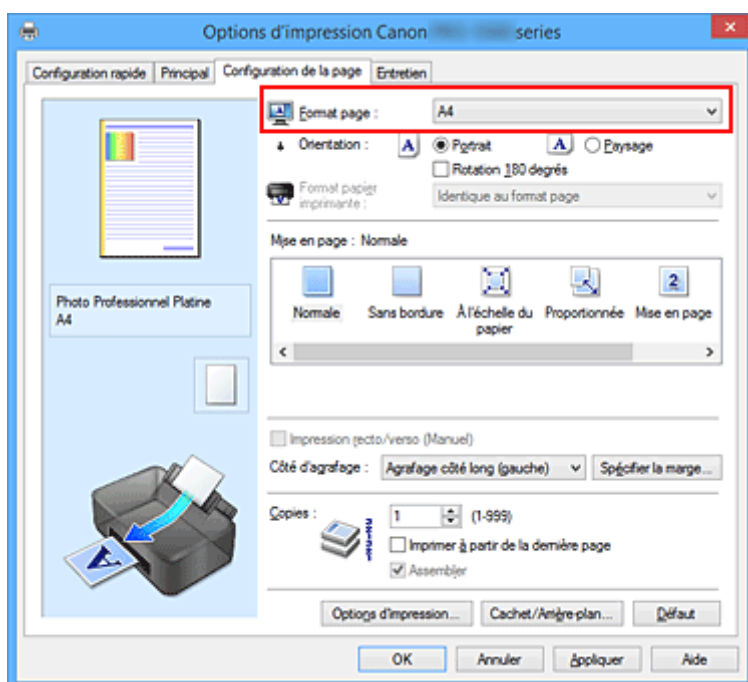 Options d'impression Canon series
Configuration rapide Principal Configuration de la page Entretien
Format page : A4
Orientation : A Portrait A Paysage
Rotation 180 degrés
Format papier imprimante : Identique au format page
Mise en page : Normale
Normale Sans bordure À l'échelle du papier Proportionnée 2 Mise en page
Photo Professionnel Platine
A4
Impression recto/verso (Manuel)
Côté d'agrafage : Agrafage côté long (gauche) Spécifier la marge...
Copies : 1 (1-999)
Imprimer à partir de la dernière page
Assembler
Options d'impression... Cachet/Arrière-plan... Défaut
OK Annuler Appliquer Aide